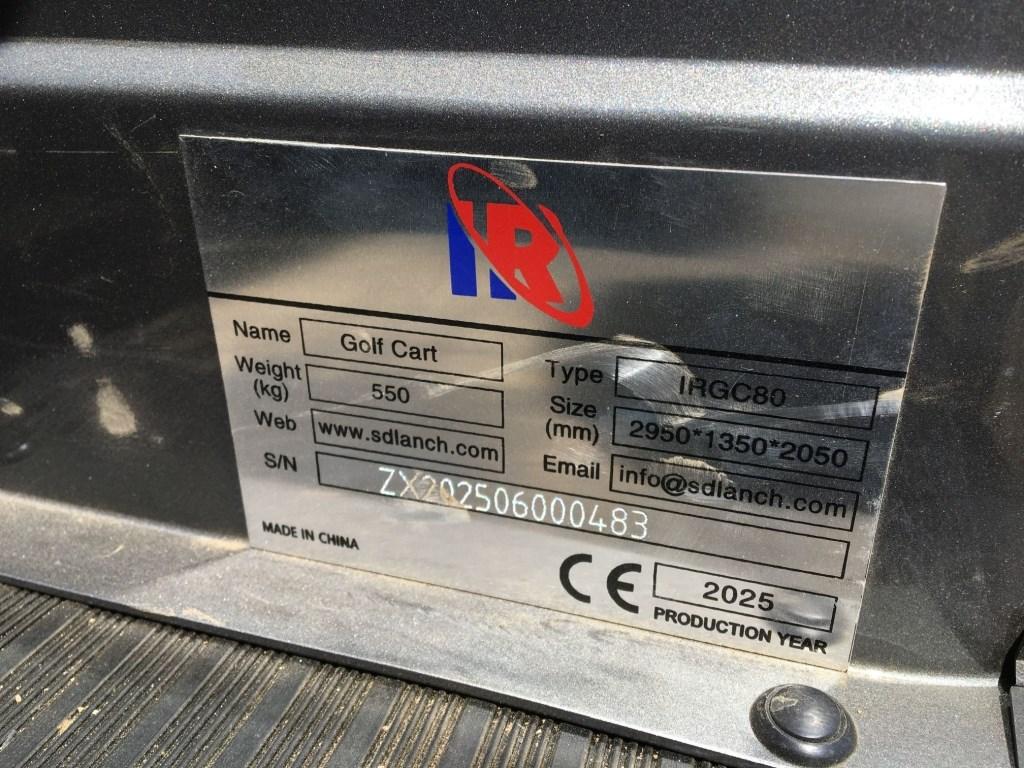 IR
Name Golf Cart Type IRGC80
Weight (kg) 550 Size (mm) 2950*1350*2050
Web www.sdlanch.com Email info@sdlanch.com
S/N ZX202506000483
MADE IN CHINA
CE 2025
PRODUCTION YEAR